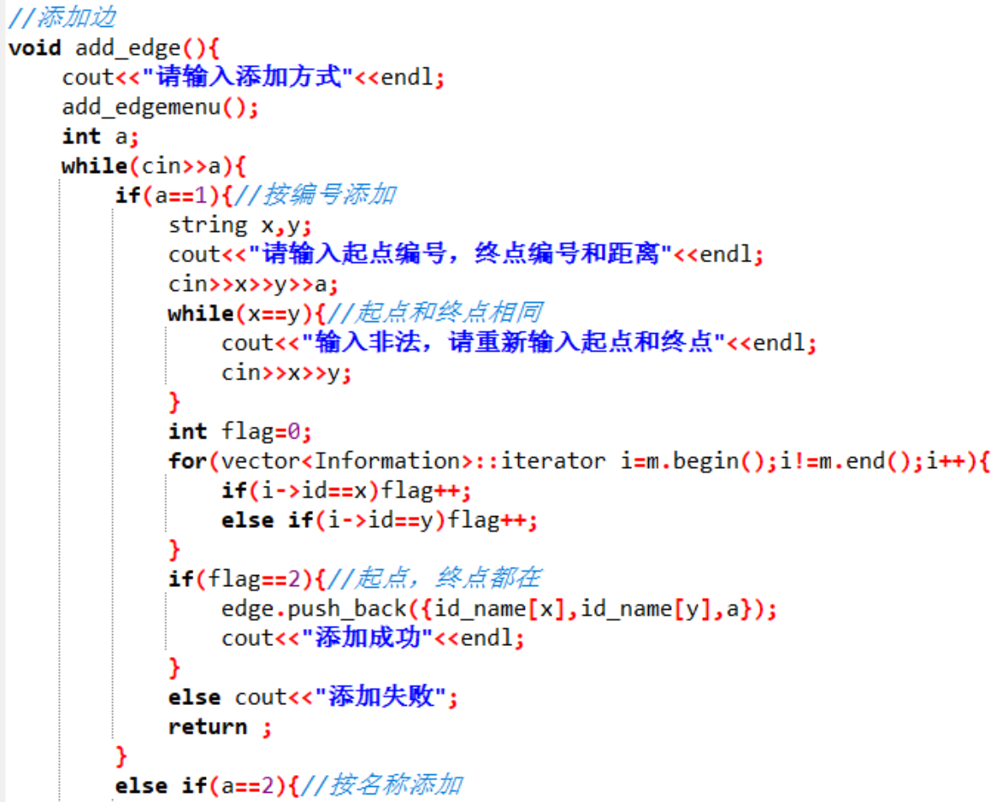 //添加边
void add_edge(){
    cout<<"请输入添加方式"<<endl;
    add_edgemenu();
    int a;
    while(cin>>a){
        if(a==1){//按编号添加
            string x,y;
            cout<<"请输入起点编号，终点编号和距离"<<endl;
            cin>>x>>y>>a;
            while(x==y){//起点和终点相同
                cout<<"输入非法，请重新输入起点和终点"<<endl;
                cin>>x>>y;
            }
            int flag=0;
            for(vector<Information>::iterator i=m.begin();i!=m.end();i++){
                if(i->id==x)flag++;
                else if(i->id==y)flag++;
            }
            if(flag==2){//起点，终点都在
                edge.push_back({id_name[x],id_name[y],a});
                cout<<"添加成功"<<endl;
            }
            else cout<<"添加失败";
            return ;
        }
        else if(a==2){//按名称添加